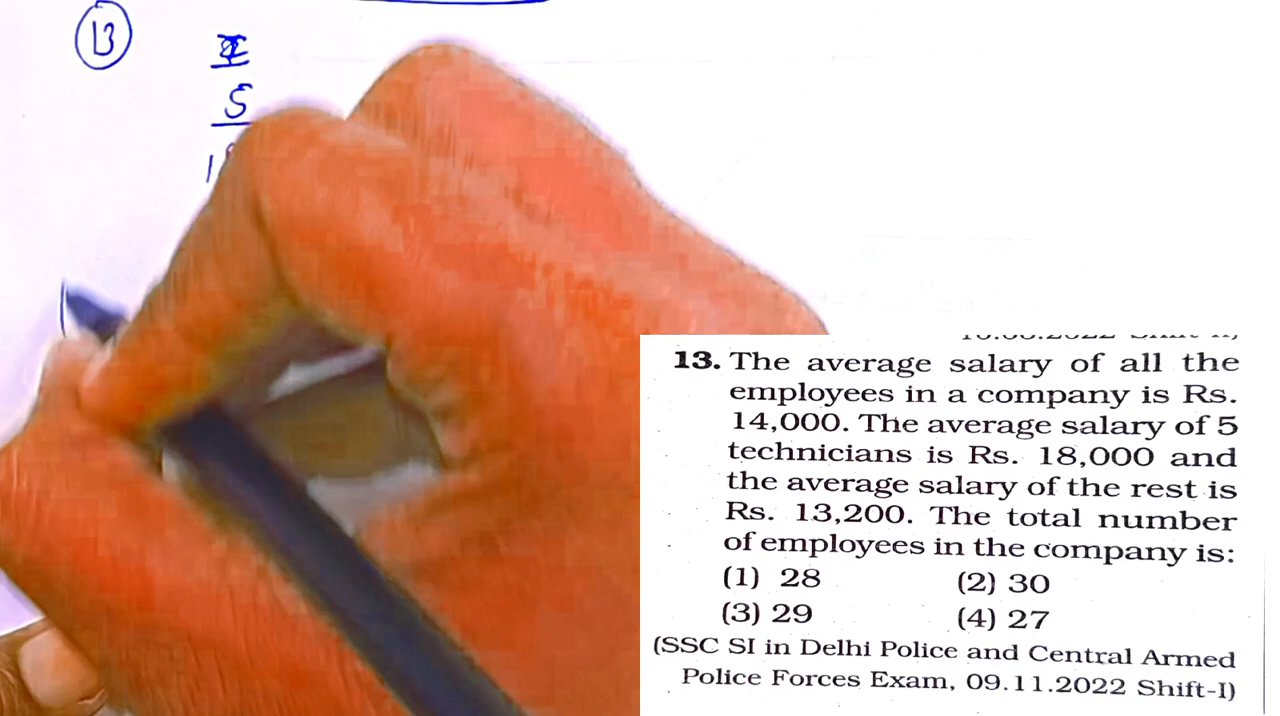 13
5
13. The average salary of all the
employees in a company is Rs.
14,000. The average salary of 5
technicians is Rs. 18,000 and
the average salary of the rest is
Rs. 13,200. The total number
of employees in the company is:
(1) 28 (2) 30
(3) 29 (4) 27
(SSC SI in Delhi Police and Central Armed
Police Forces Exam, 09.11.2022 Shift-I)